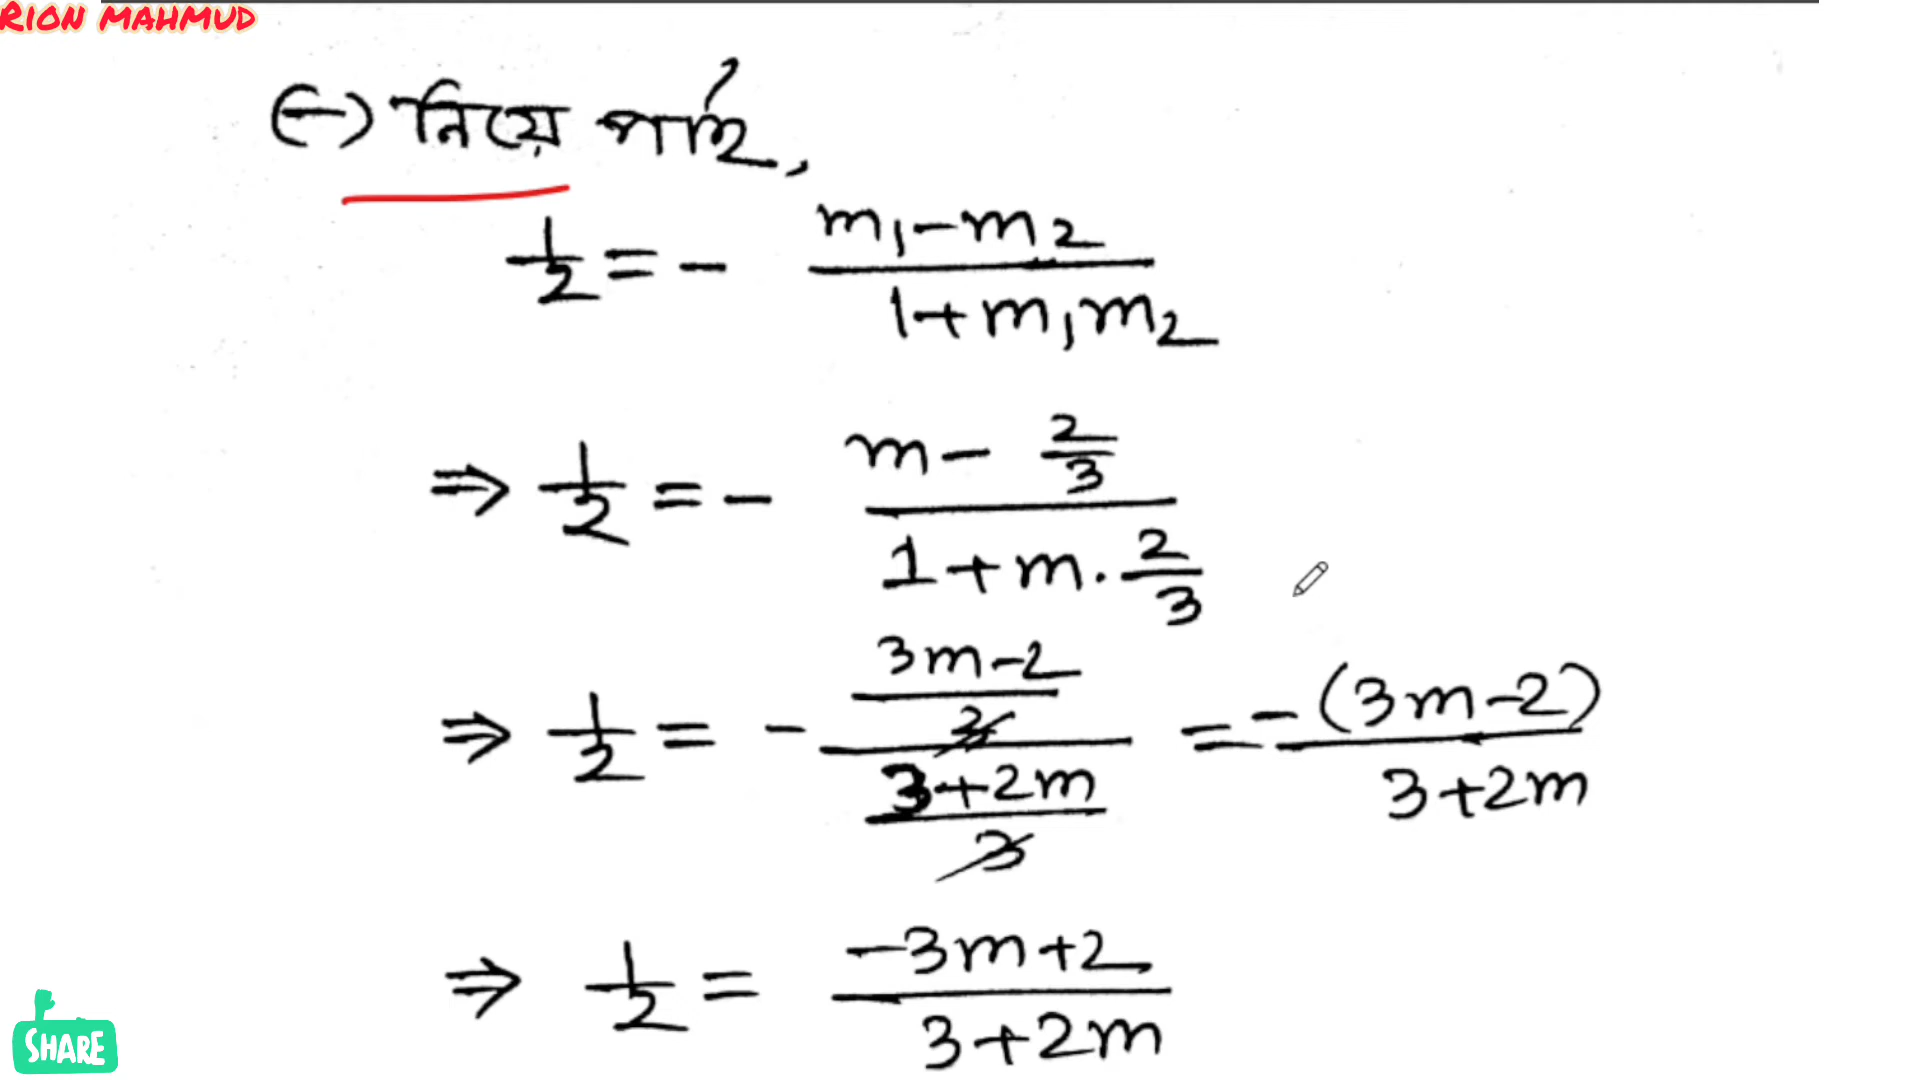 RION MAHMUD
(-) নিয়ে পাই,
1/2 = - (m₁-m₂)/(1+m₁m₂)
⇒ 1/2 = - (m - 2/3)/(1+m.2/3)
⇒ 1/2 = - ((3m-2)/3)/((3+2m)/3) = -(3m-2)/(3+2m)
⇒ 1/2 = (-3m+2)/(3+2m)
SHARE